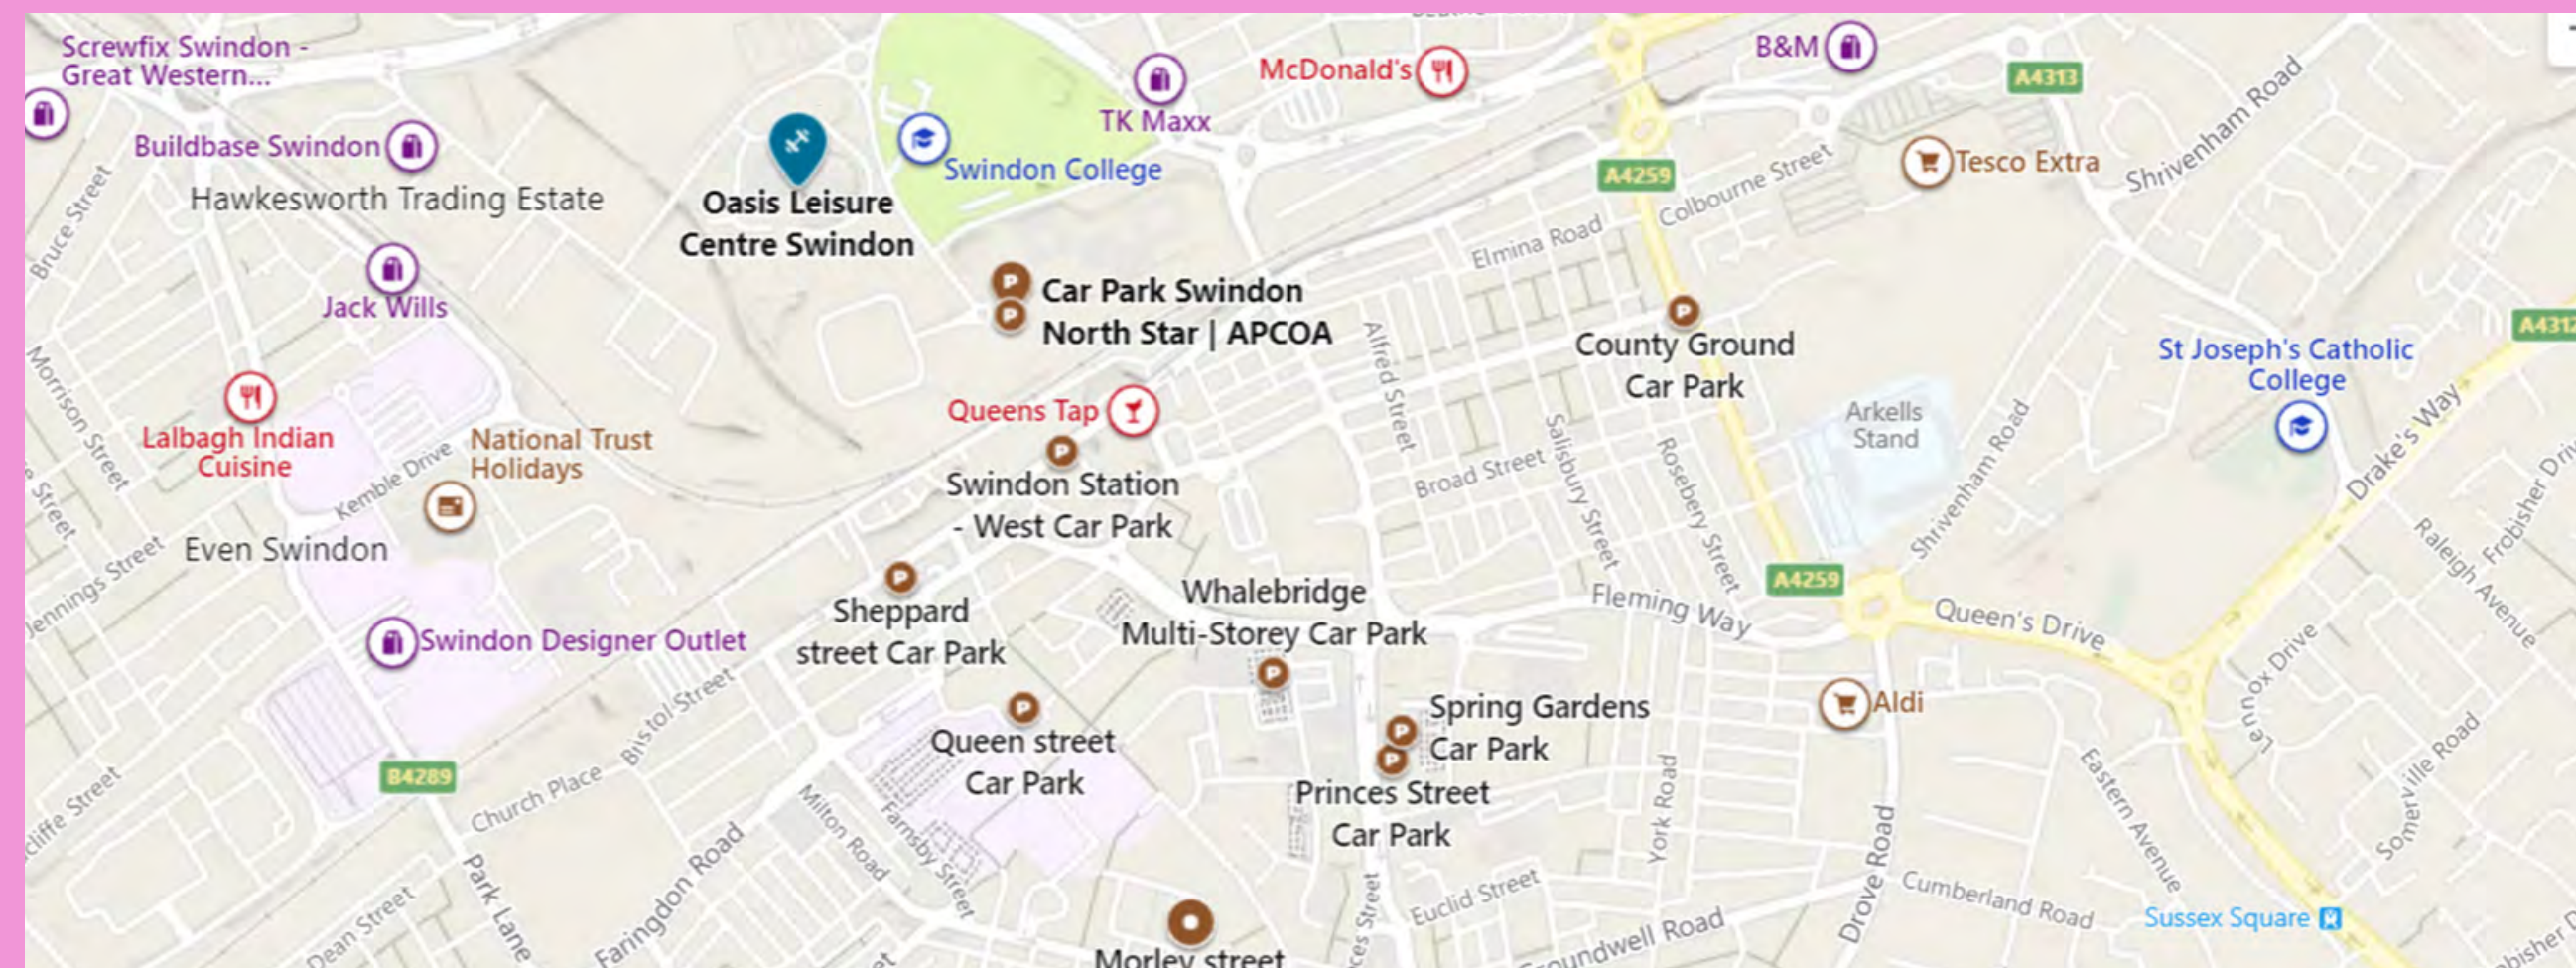 Screwfix Swindon -
Great Western...
Buildbase Swindon
Hawkesworth Trading Estate
Bruce Street
Jack Wills
Morrison Street
Lalbagh Indian
Cuisine
Kemble Drive
National Trust
Holidays
Street
Even Swindon
Jennings Street
Swindon Designer Outlet
B4289
Church Place
Bristol Street
Park Lane
Dean Street
Faringdon Road
Oasis Leisure
Centre Swindon
Swindon College
TK Maxx
McDonald's
Car Park Swindon
North Star | APCOA
Queens Tap
Swindon Station
- West Car Park
Sheppard
street Car Park
Queen street
Car Park
Milton Road
Farnsby Street
Whalebridge
Multi-Storey Car Park
Spring Gardens
Car Park
Princes Street
Car Park
Morley street
Euclid Street
B&M
A4313
Shrivenham Road
Tesco Extra
A4259
Colbourne Street
Elmina Road
Alfred Street
County Ground
Car Park
Broad Street
Salisbury Street
Rosebery Street
Arkells
Stand
Shrivenham Road
St Joseph's Catholic
College
A4312
Drake's Way
Raleigh Avenue
A4259
Fleming Way
Queen's Drive
Lennox Drive
Somerville Road
Aldi
York Road
Drove Road
Eastern Avenue
Cumberland Road
Sussex Square